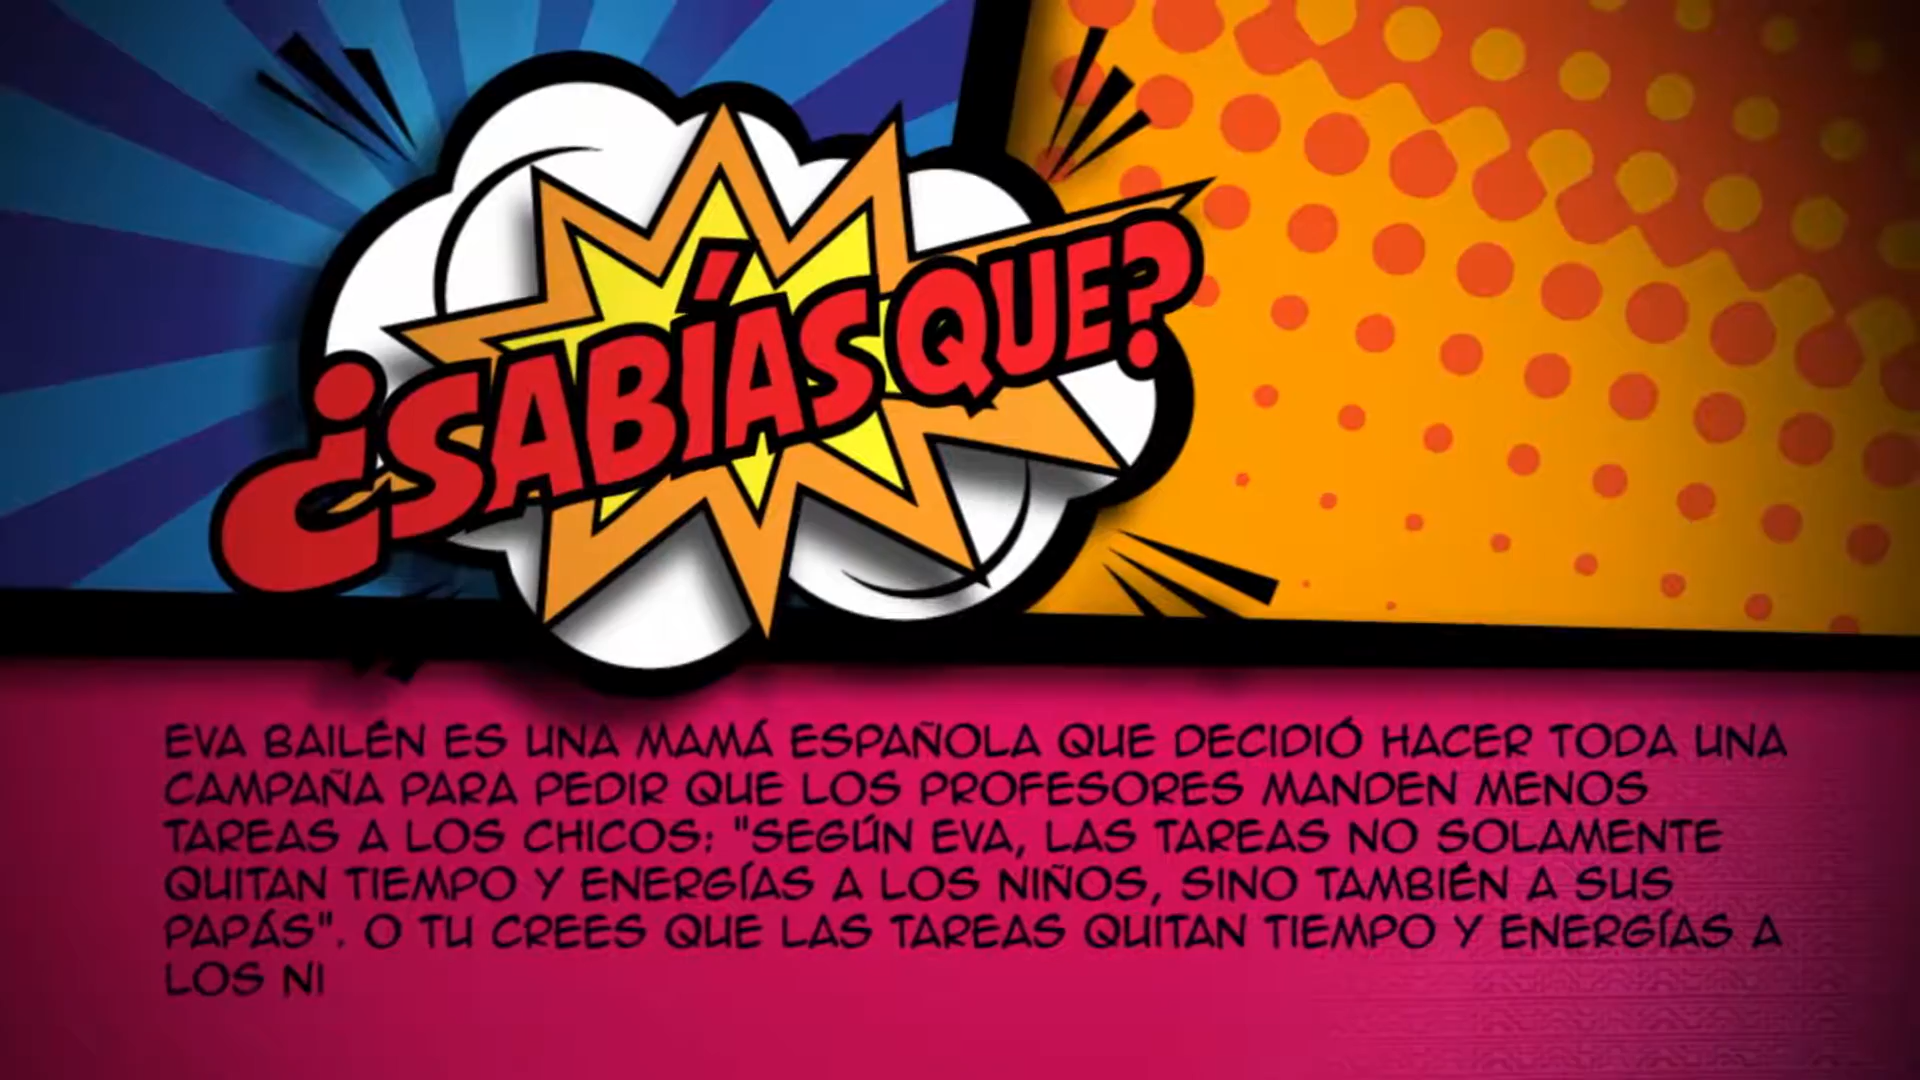 ¿SABÍAS QUE?
EVA BAILÉN ES UNA MAMÁ ESPAÑOLA QUE DECIDIÓ HACER TODA UNA
CAMPAÑA PARA PEDIR QUE LOS PROFESORES MANDEN MENOS
TAREAS A LOS CHICOS: "SEGÚN EVA, LAS TAREAS NO SOLAMENTE
QUITAN TIEMPO Y ENERGÍAS A LOS NIÑOS, SINO TAMBIÉN A SUS
PAPÁS". O TU CREES QUE LAS TAREAS QUITAN TIEMPO Y ENERGÍAS A
LOS NI